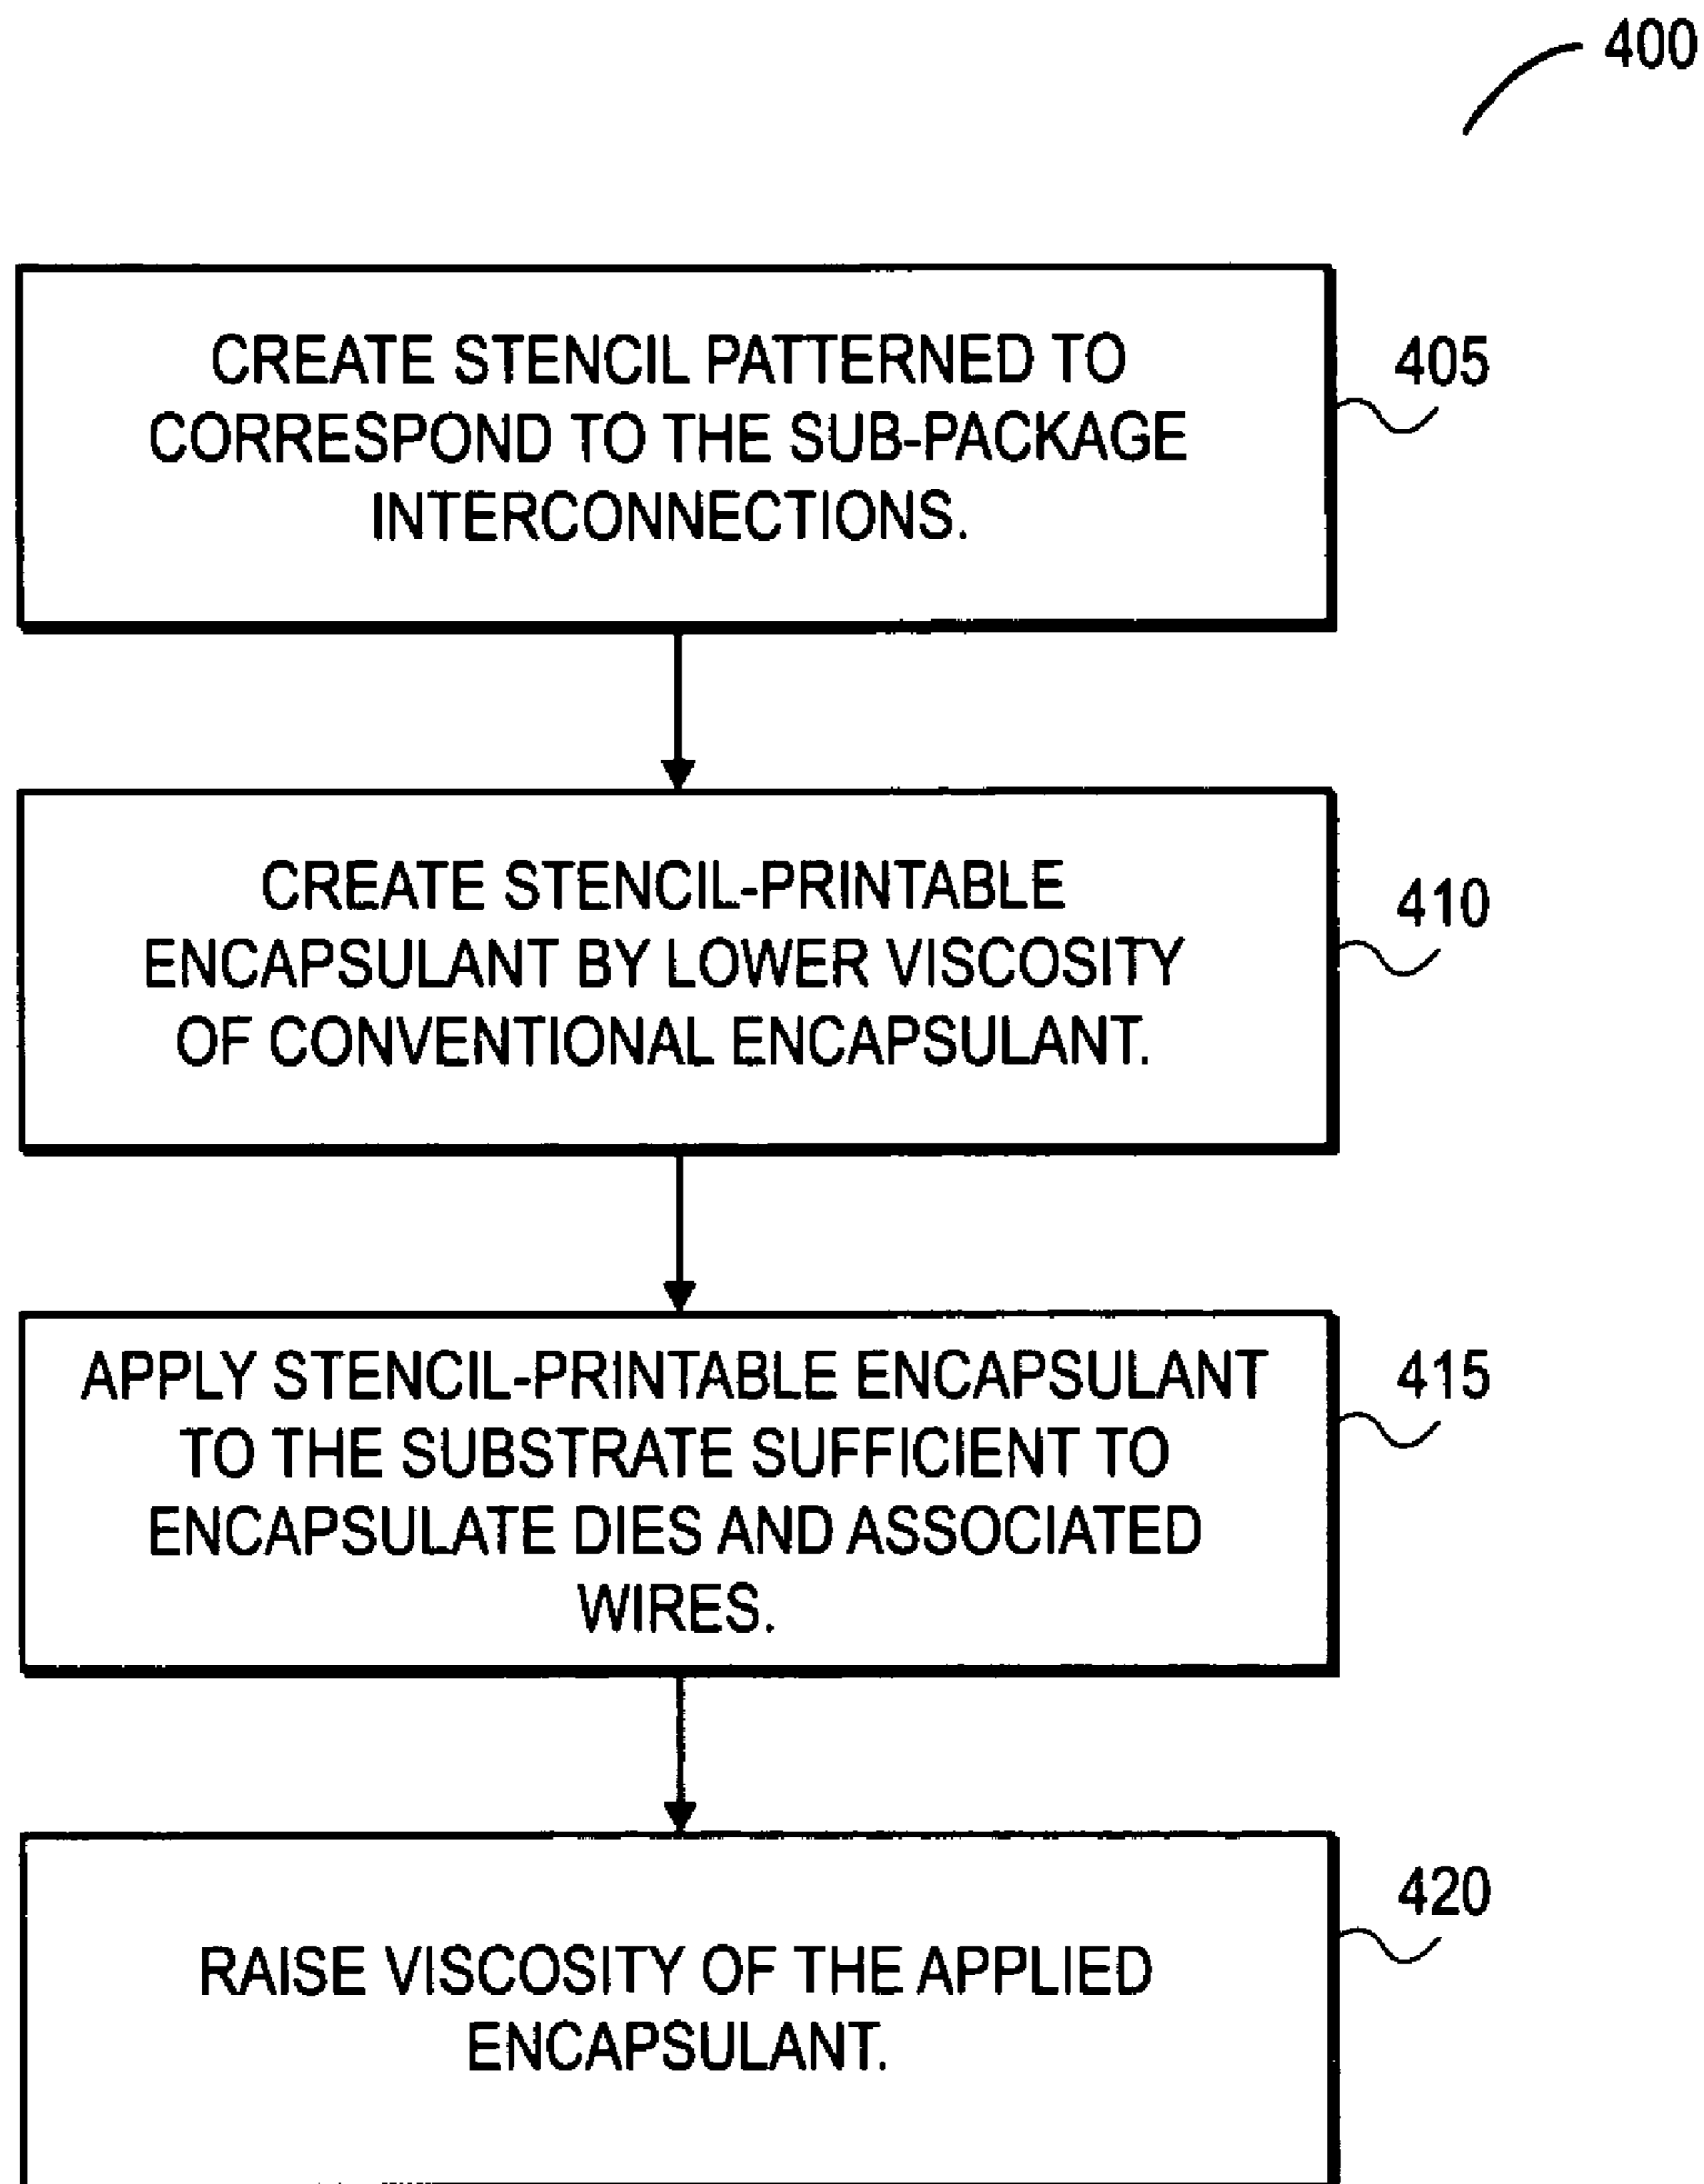 400
CREATE STENCIL PATTERNED TO
CORRESPOND TO THE SUB-PACKAGE
INTERCONNECTIONS.
405
CREATE STENCIL-PRINTABLE
ENCAPSULANT BY LOWER VISCOSITY
OF CONVENTIONAL ENCAPSULANT.
410
APPLY STENCIL-PRINTABLE ENCAPSULANT
TO THE SUBSTRATE SUFFICIENT TO
ENCAPSULATE DIES AND ASSOCIATED
WIRES.
415
RAISE VISCOSITY OF THE APPLIED
ENCAPSULANT.
420